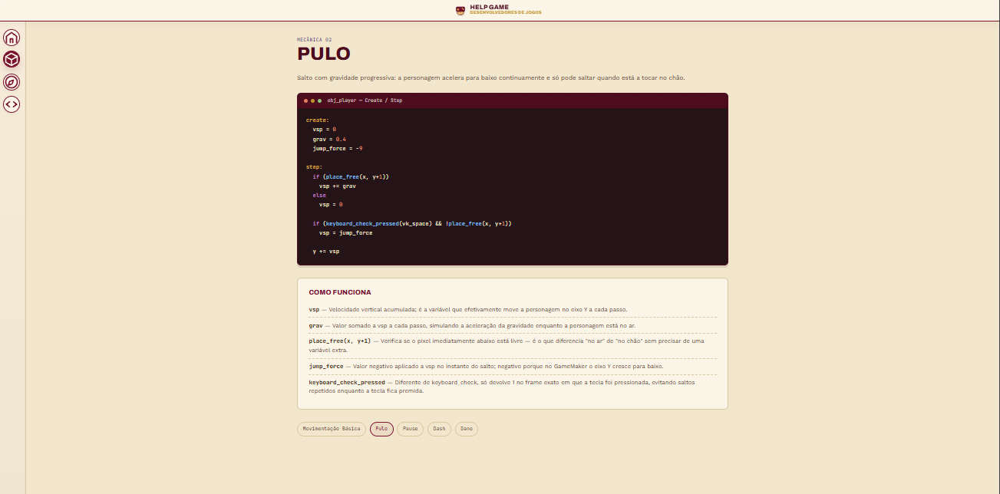 HELP GAME
DESENVOLVEDORES DE JOGOS
MECÂNICA 02
PULO
Salto com gravidade progressiva: a personagem acelera para baixo continuamente e só pode saltar quando está a tocar no chão.
obj_player — Create / Step
create:
vsp = 0
grav = 0.4
jump_force = -9
step:
if (place_free(x, y+1))
vsp += grav
else
vsp = 0
if (keyboard_check_pressed(vk_space) && !place_free(x, y+1))
vsp = jump_force
y += vsp
COMO FUNCIONA
vsp — Velocidade vertical acumulada; é a variável que efetivamente move a personagem no eixo Y a cada passo.
grav — Valor somado a vsp a cada passo, simulando a aceleração da gravidade enquanto a personagem está no ar.
place_free(x, y+1) — Verifica se o pixel imediatamente abaixo está livre — é o que diferencia "no ar" de "no chão" sem precisar de uma
variável extra.
jump_force — Valor negativo aplicado a vsp no instante do salto; negativo porque no GameMaker o eixo Y cresce para baixo.
keyboard_check_pressed — Diferente de keyboard_check, só devolve 1 no frame exato em que a tecla foi pressionada, evitando saltos
repetidos enquanto a tecla fica premida.
Movimentação Básica
Pulo
Pause
Dash
Dano